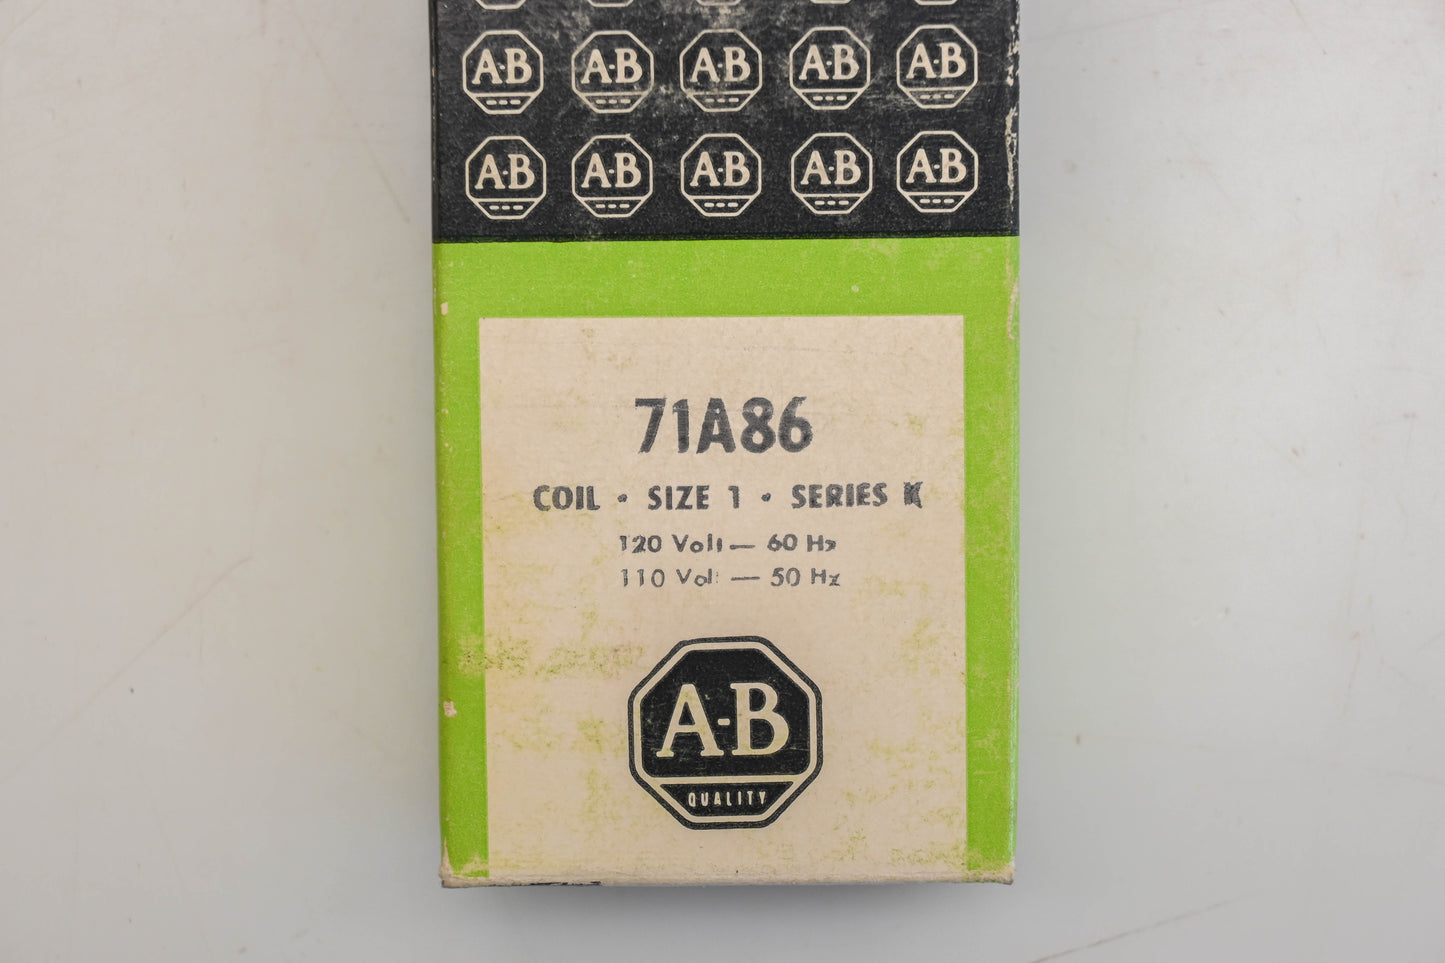 A-B A-B A-B A-B A-B
A-B A-B A-B A-B A-B
71A86
COIL · SIZE 1 · SERIES K
120 Volt — 60 Hz
110 Volt — 50 Hz
A-B
QUALITY